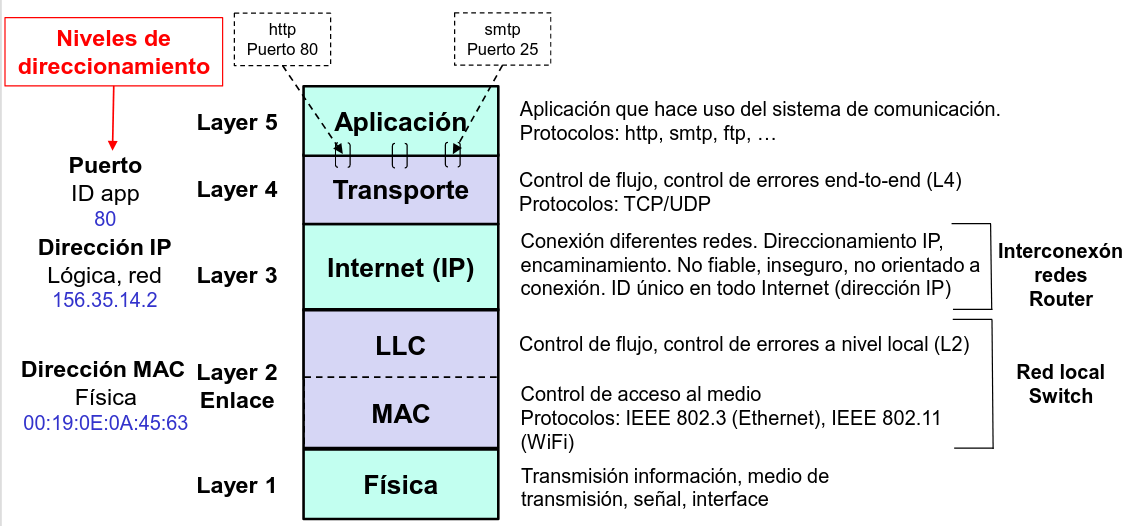 Niveles de
direccionamiento
http
Puerto 80
smtp
Puerto 25
Layer 5
Aplicación
Aplicación que hace uso del sistema de comunicación.
Protocolos: http, smtp, ftp, …
Puerto
ID app
80
Layer 4
Transporte
Control de flujo, control de errores end-to-end (L4)
Protocolos: TCP/UDP
Dirección IP
Lógica, red
156.35.14.2
Layer 3
Internet (IP)
Conexión diferentes redes. Direccionamiento IP,
encaminamiento. No fiable, inseguro, no orientado a
conexión. ID único en todo Internet (dirección IP)
Interconexón
redes
Router
Dirección MAC
Física
00:19:0E:0A:45:63
Layer 2
Enlace
LLC
Control de flujo, control de errores a nivel local (L2)
MAC
Control de acceso al medio
Protocolos: IEEE 802.3 (Ethernet), IEEE 802.11
(WiFi)
Red local
Switch
Layer 1
Física
Transmisión información, medio de
transmisión, señal, interface